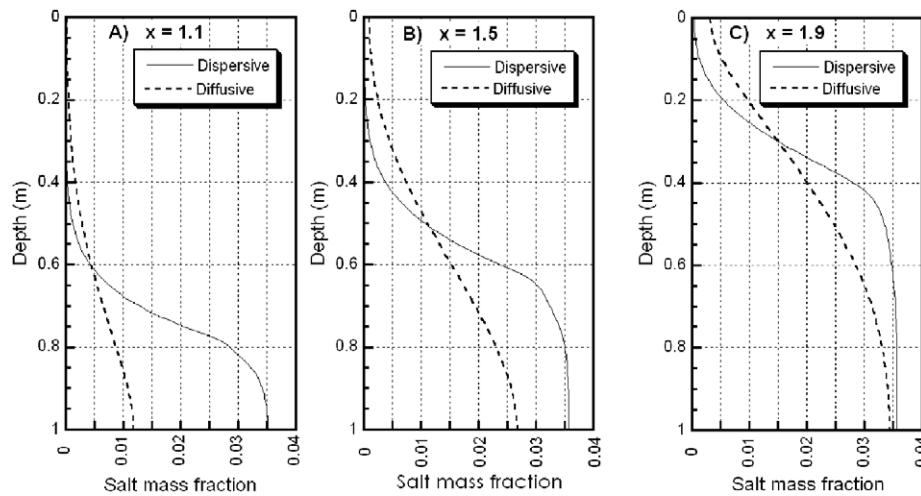 A) x = 1.1
Dispersive
Diffusive
0
0.2
0.4
0.6
0.8
1
Depth (m)
0
0.01
0.02
0.03
0.04
Salt mass fraction
B) x = 1.5
Dispersive
Diffusive
0
0.2
0.4
0.6
0.8
1
Depth (m)
0
0.01
0.02
0.03
0.04
Salt mass fraction
C) x = 1.9
Dispersive
Diffusive
0
0.2
0.4
0.6
0.8
1
Depth (m)
0
0.01
0.02
0.03
0.04
Salt mass fraction